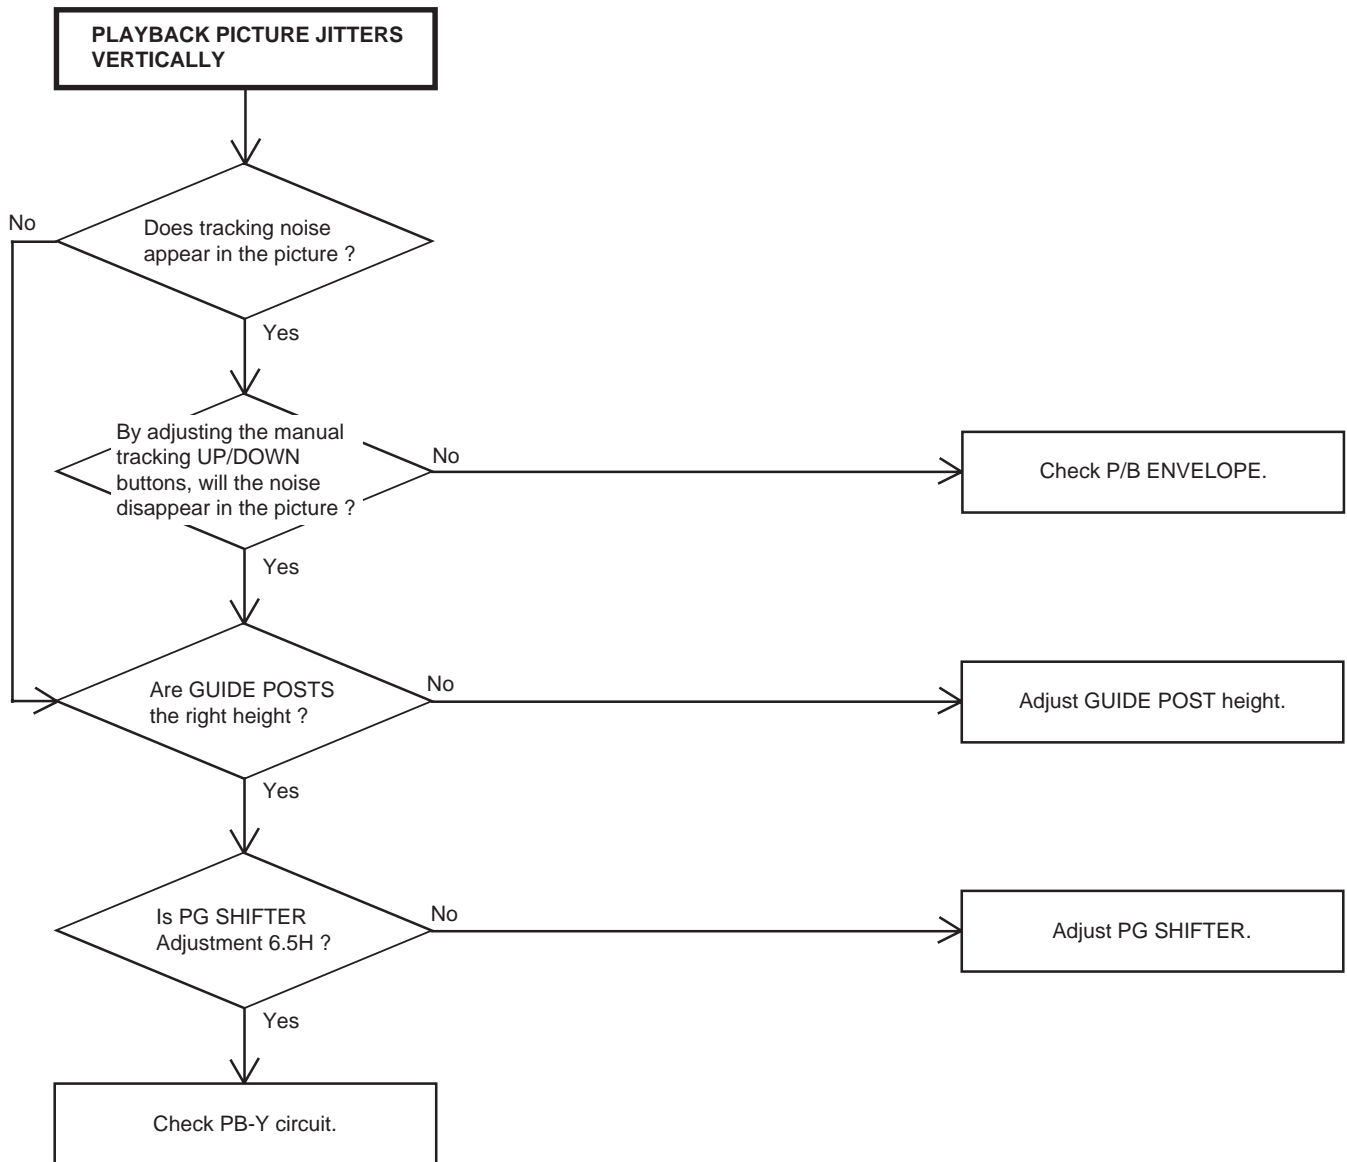 PLAYBACK PICTURE JITTERS
VERTICALLY
No
Does tracking noise
appear in the picture ?
Yes
By adjusting the manual
tracking UP/DOWN
buttons, will the noise
disappear in the picture ?
No
Check P/B ENVELOPE.
Yes
Are GUIDE POSTS
the right height ?
No
Adjust GUIDE POST height.
Yes
Is PG SHIFTER
Adjustment 6.5H ?
No
Adjust PG SHIFTER.
Yes
Check PB-Y circuit.